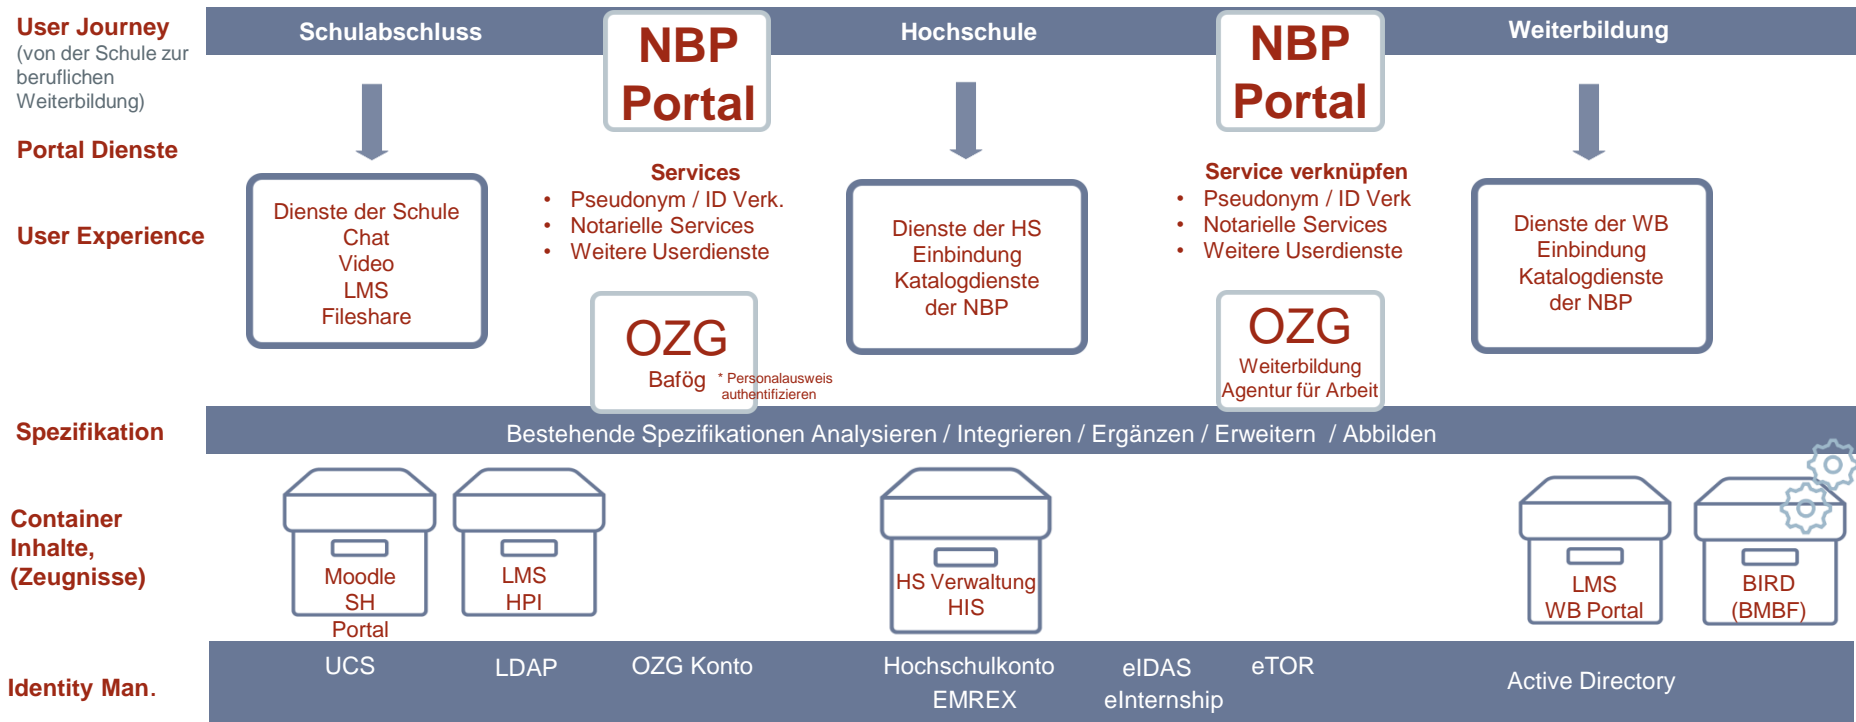 User Journey
(von der Schule zur
beruflichen
Weiterbildung)
Schulabschluss
NBP
Portal
Hochschule
NBP
Portal
Weiterbildung
Portal Dienste
User Experience
Dienste der Schule
Chat
Video
LMS
Fileshare
Services
• Pseudonym / ID Verk.
• Notarielle Services
• Weitere Userdienste
OZG
Bafög
* Personalausweis
authentifizieren
Dienste der HS
Einbindung
Katalogdienste
der NBP
Service verknüpfen
• Pseudonym / ID Verk
• Notarielle Services
• Weitere Userdienste
OZG
Weiterbildung
Agentur für Arbeit
Dienste der WB
Einbindung
Katalogdienste
der NBP
Spezifikation
Bestehende Spezifikationen Analysieren / Integrieren / Ergänzen / Erweitern / Abbilden
Container
Inhalte,
(Zeugnisse)
Moodle
SH
Portal
LMS
HPI
HS Verwaltung
HIS
LMS
WB Portal
BIRD
(BMBF)
Identity Man.
UCS
LDAP
OZG Konto
Hochschulkonto
EMREX
eIDAS
eInternship
eTOR
Active Directory